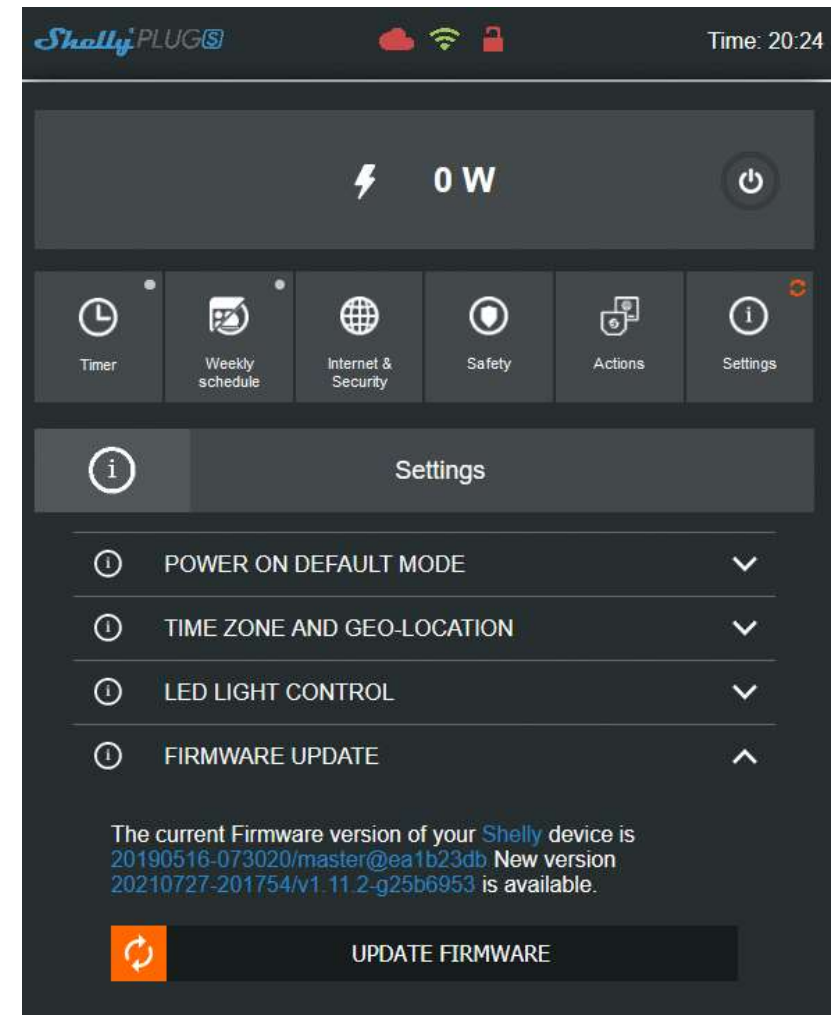 Shelly PLUG S Time: 20:24
0 W
Timer
Weekly
schedule
Internet &
Security
Safety
Actions
Settings
Settings
POWER ON DEFAULT MODE
TIME ZONE AND GEO-LOCATION
LED LIGHT CONTROL
FIRMWARE UPDATE
The current Firmware version of your Shelly device is
20190516-073020/master@ea1b23db New version
20210727-201754/v1.11.2-g25b6953 is available.
UPDATE FIRMWARE